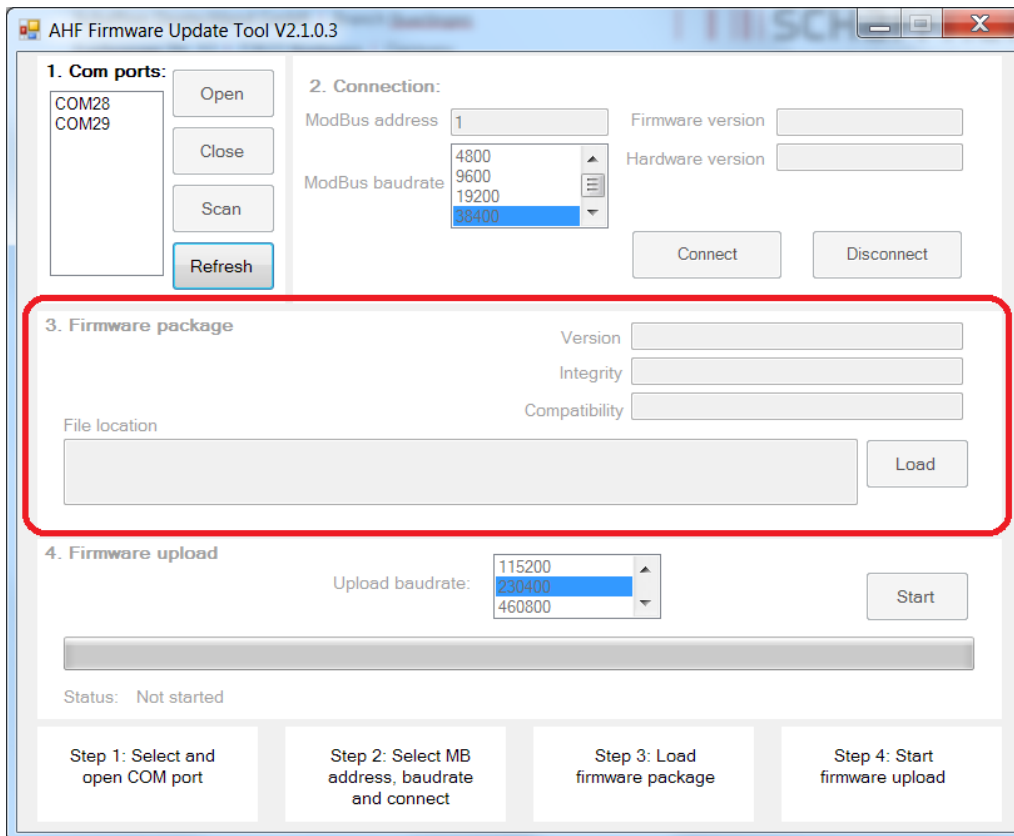 AHF Firmware Update Tool V2.1.0.3
1. Com ports:
COM28
COM29
Open
Close
Scan
Refresh
2. Connection:
ModBus address 1
ModBus baudrate
4800
9600
19200
38400
Firmware version
Hardware version
Connect
Disconnect
3. Firmware package
Version
Integrity
Compatibility
File location
Load
4. Firmware upload
Upload baudrate:
115200
230400
460800
Start
Status: Not started
Step 1: Select and
open COM port
Step 2: Select MB
address, baudrate
and connect
Step 3: Load
firmware package
Step 4: Start
firmware upload